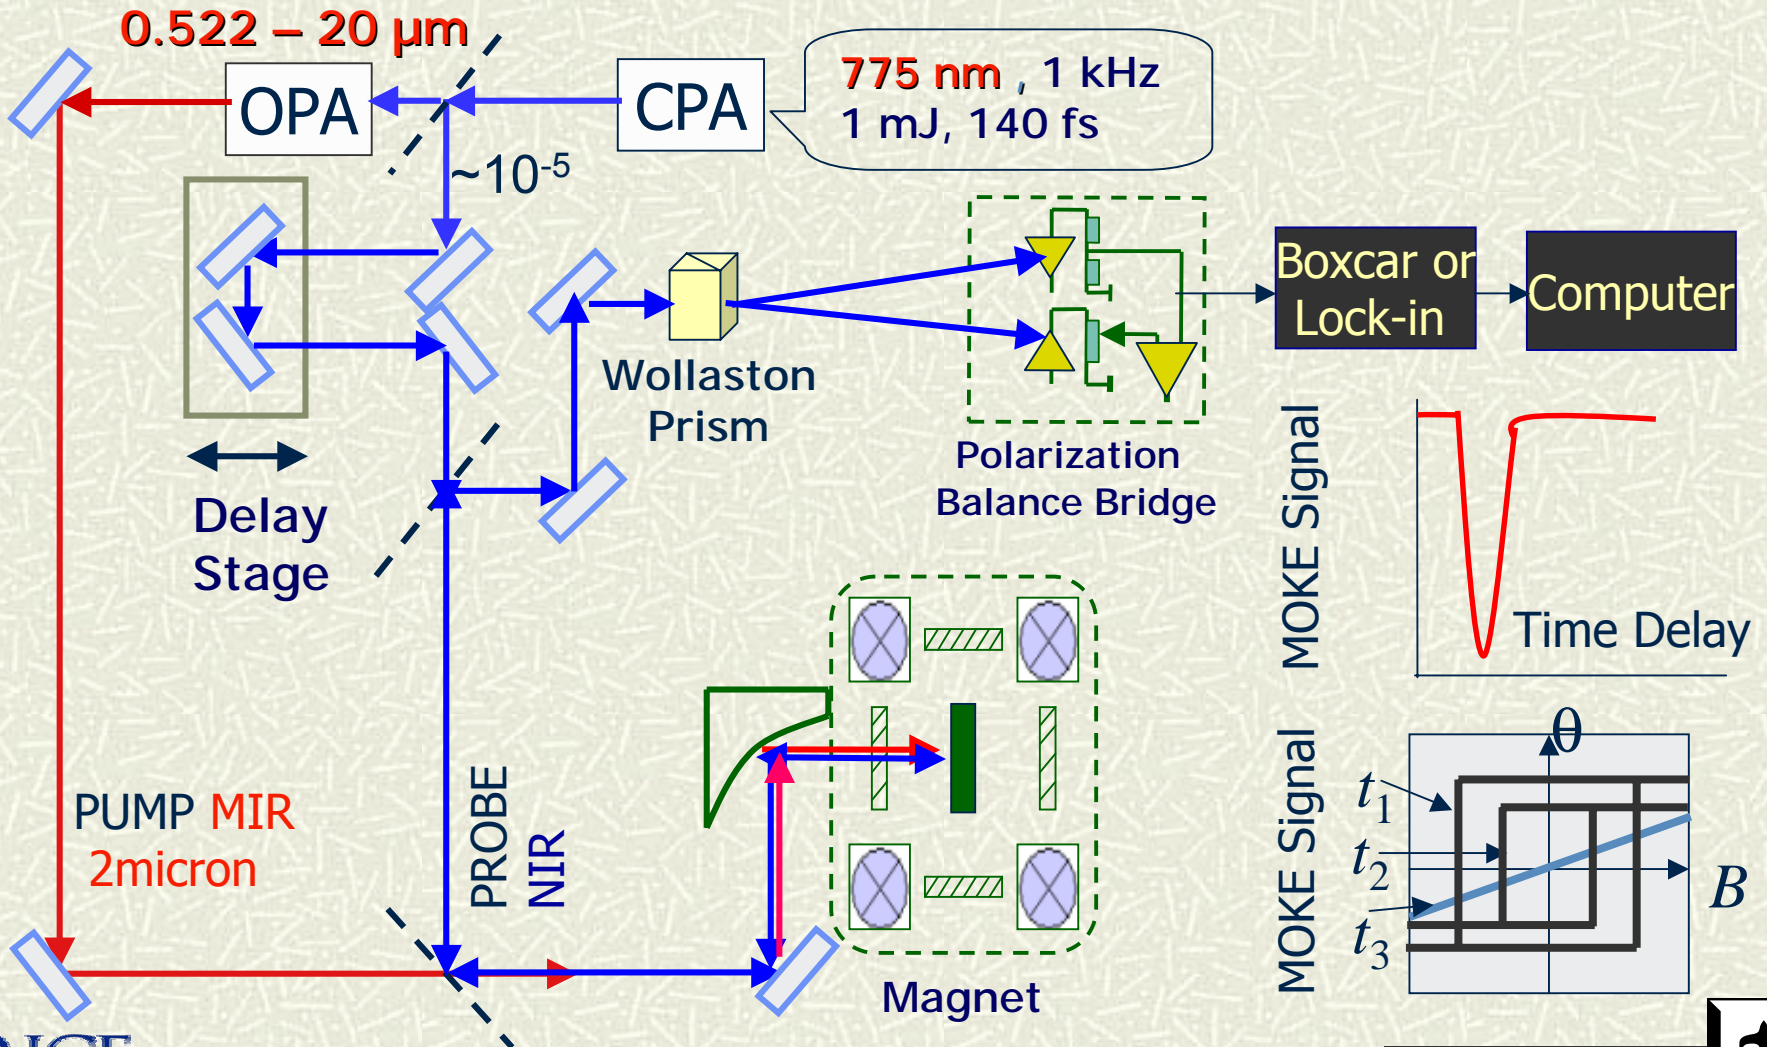 0.522 – 20 µm
OPA
CPA
775 nm , 1 kHz
1 mJ, 140 fs
~10-5
Delay
Stage
Wollaston
Prism
Polarization
Balance Bridge
Boxcar or
Lock-in
Computer
MOKE Signal
Time Delay
PUMP MIR
2micron
PROBE
NIR
Magnet
MOKE Signal
θ
t1
t2
t3
B